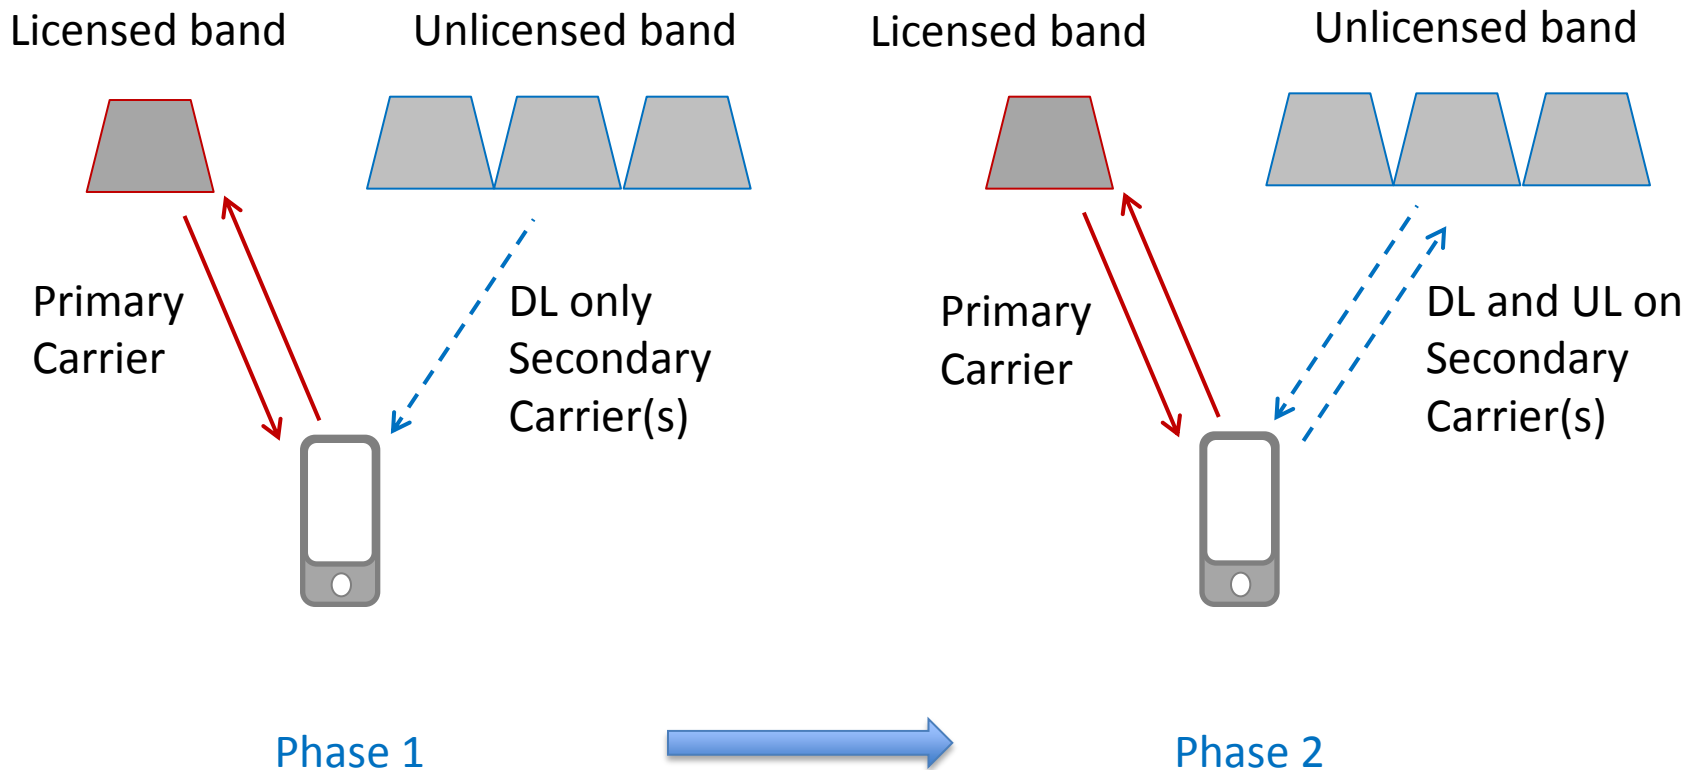 Licensed band
Unlicensed band
Primary
Carrier
DL only
Secondary
Carrier(s)
Phase 1
Licensed band
Unlicensed band
Primary
Carrier
DL and UL on
Secondary
Carrier(s)
Phase 2